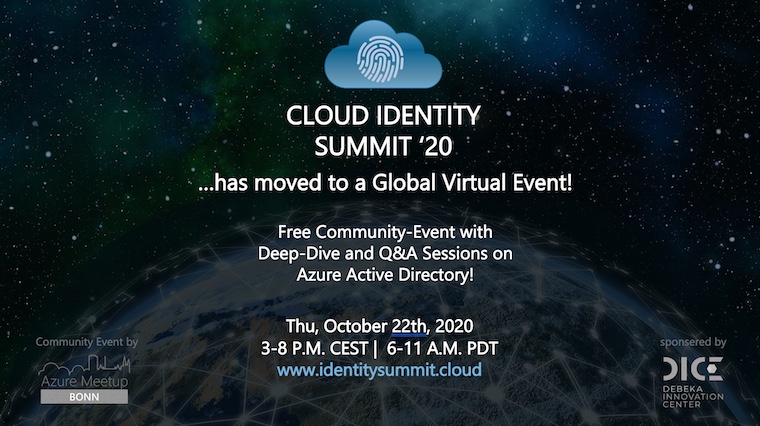 CLOUD IDENTITY
SUMMIT ‘20
...has moved to a Global Virtual Event!
Free Community-Event with
Deep-Dive and Q&A Sessions on
Azure Active Directory!
Thu, October 22th, 2020
3-8 P.M. CEST | 6-11 A.M. PDT
www.identitysummit.cloud
Community Event by
Azure Meetup
BONN
sponsered by
DICE
DEBEKA
INNOVATION
CENTER